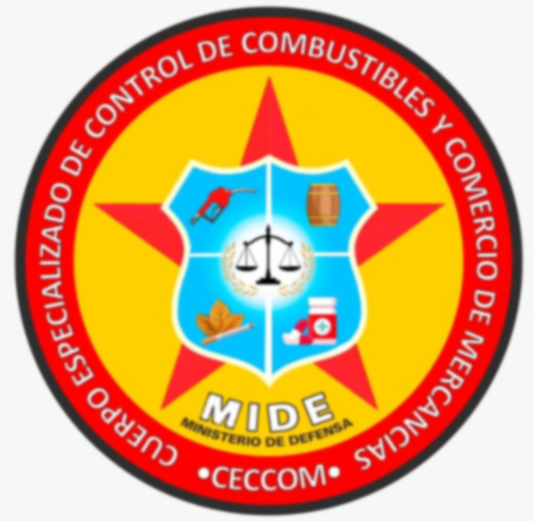 CUERPO ESPECIALIZADO DE CONTROL DE COMBUSTIBLES Y COMERCIO DE MERCANCIAS
MIDE
MINISTERIO DE DEFENSA
•CECCOM•